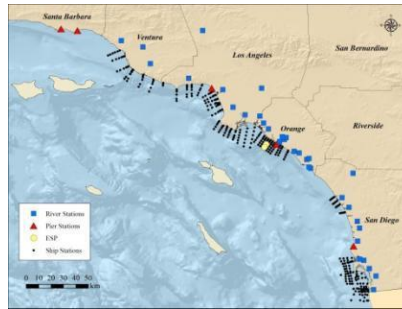 Santa Barbara
Ventura
Los Angeles
San Bernardino
Orange
Riverside
San Diego
River Stations
Pier Stations
ESP
Ship Stations
0 10 20 30 40 50
km